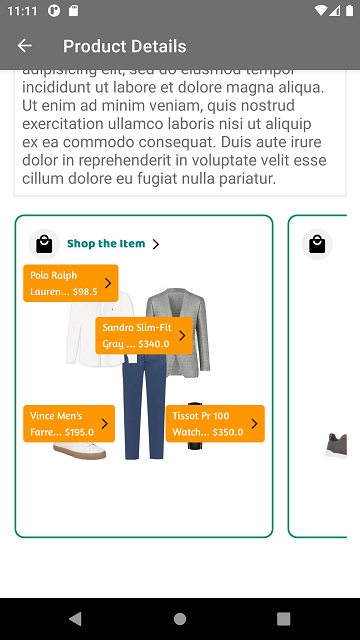 11:11
Product Details
adipisicing elit, sed do eiusmod tempor
incididunt ut labore et dolore magna aliqua.
Ut enim ad minim veniam, quis nostrud
exercitation ullamco laboris nisi ut aliquip
ex ea commodo consequat. Duis aute irure
dolor in reprehenderit in voluptate velit esse
cillum dolore eu fugiat nulla pariatur.
Shop the Item
Polo Ralph
Lauren... $98.5
Sandro Slim-Fit
Gray ... $340.0
Vince Men's
Farre... $195.0
Tissot Pr 100
Watch... $350.0